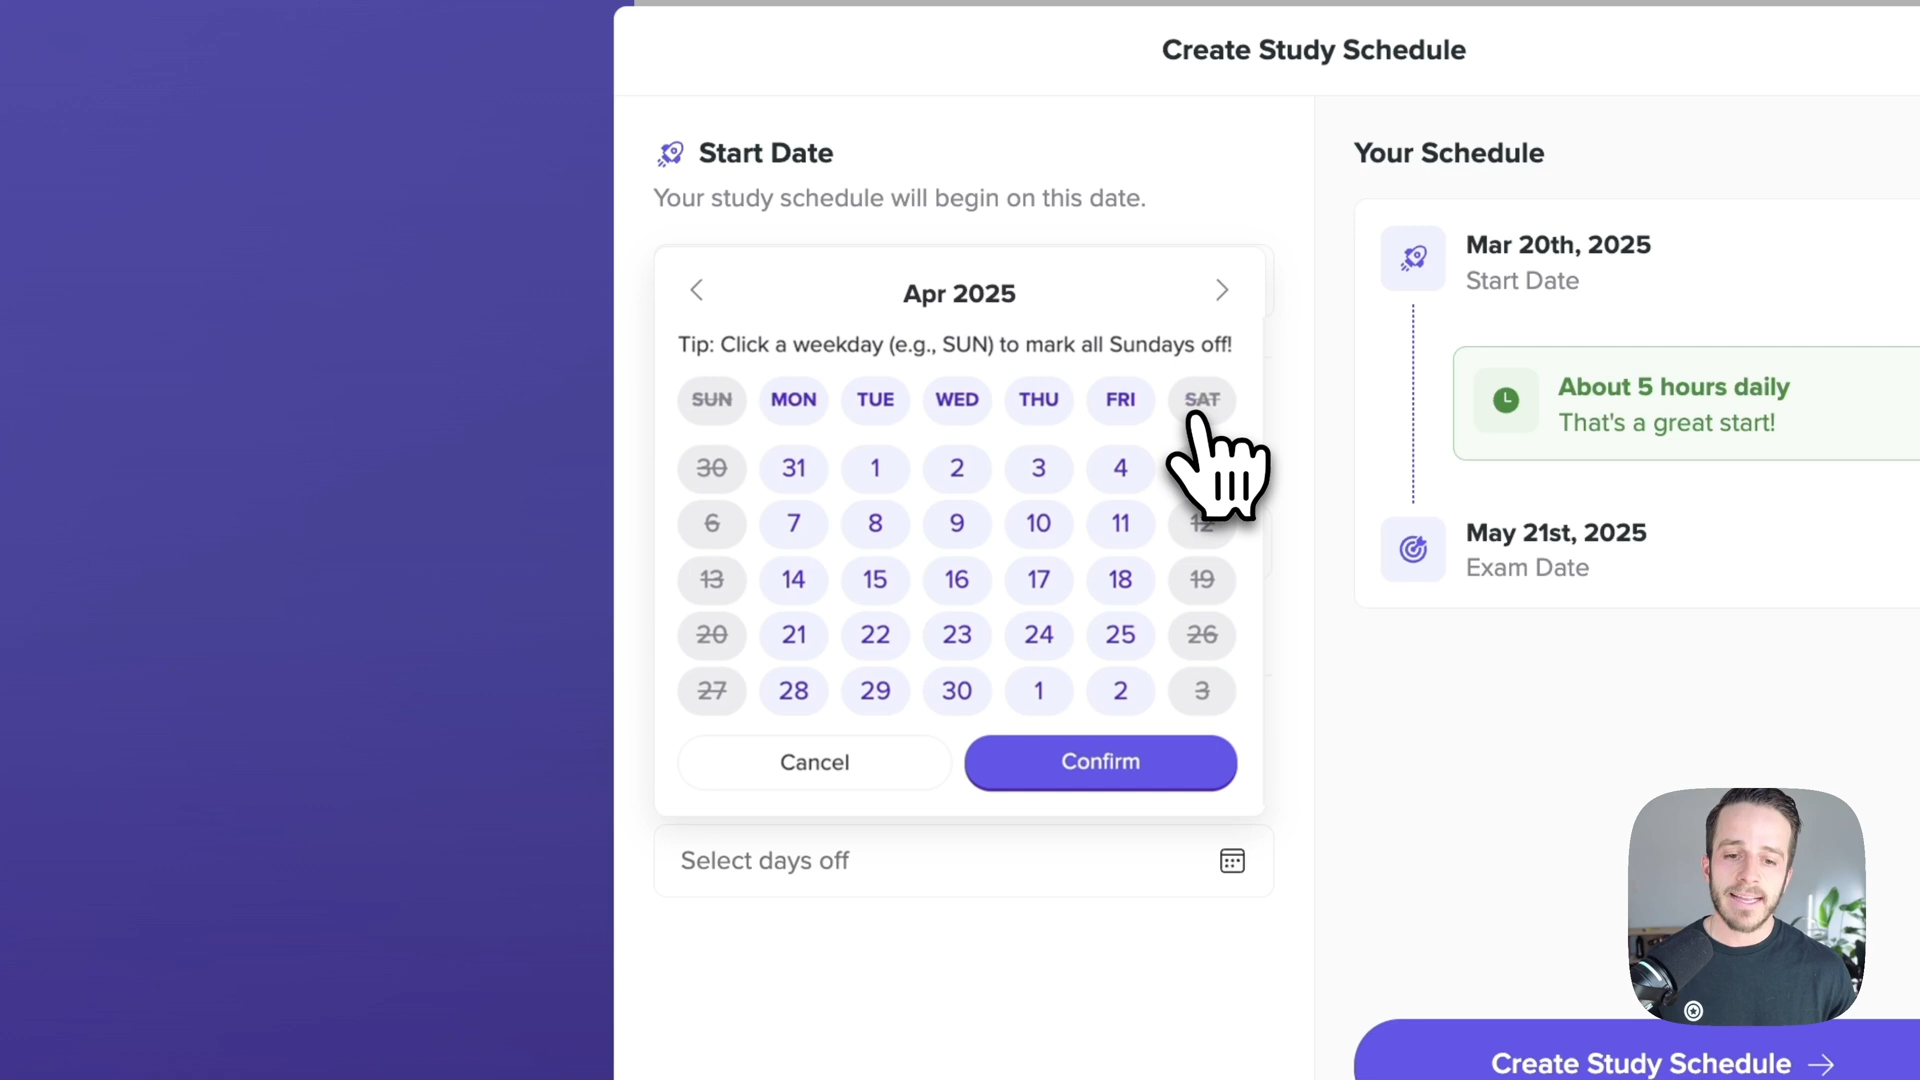 Create Study Schedule
Start Date
Your study schedule will begin on this date.
Apr 2025
Tip: Click a weekday (e.g., SUN) to mark all Sundays off!
SUN MON TUE WED THU FRI SAT
30 31 1 2 3 4
6 7 8 9 10 11 12
13 14 15 16 17 18 19
20 21 22 23 24 25 26
27 28 29 30 1 2 3
Cancel Confirm
Select days off
Your Schedule
Mar 20th, 2025
Start Date
About 5 hours daily
That's a great start!
May 21st, 2025
Exam Date
Create Study Schedule